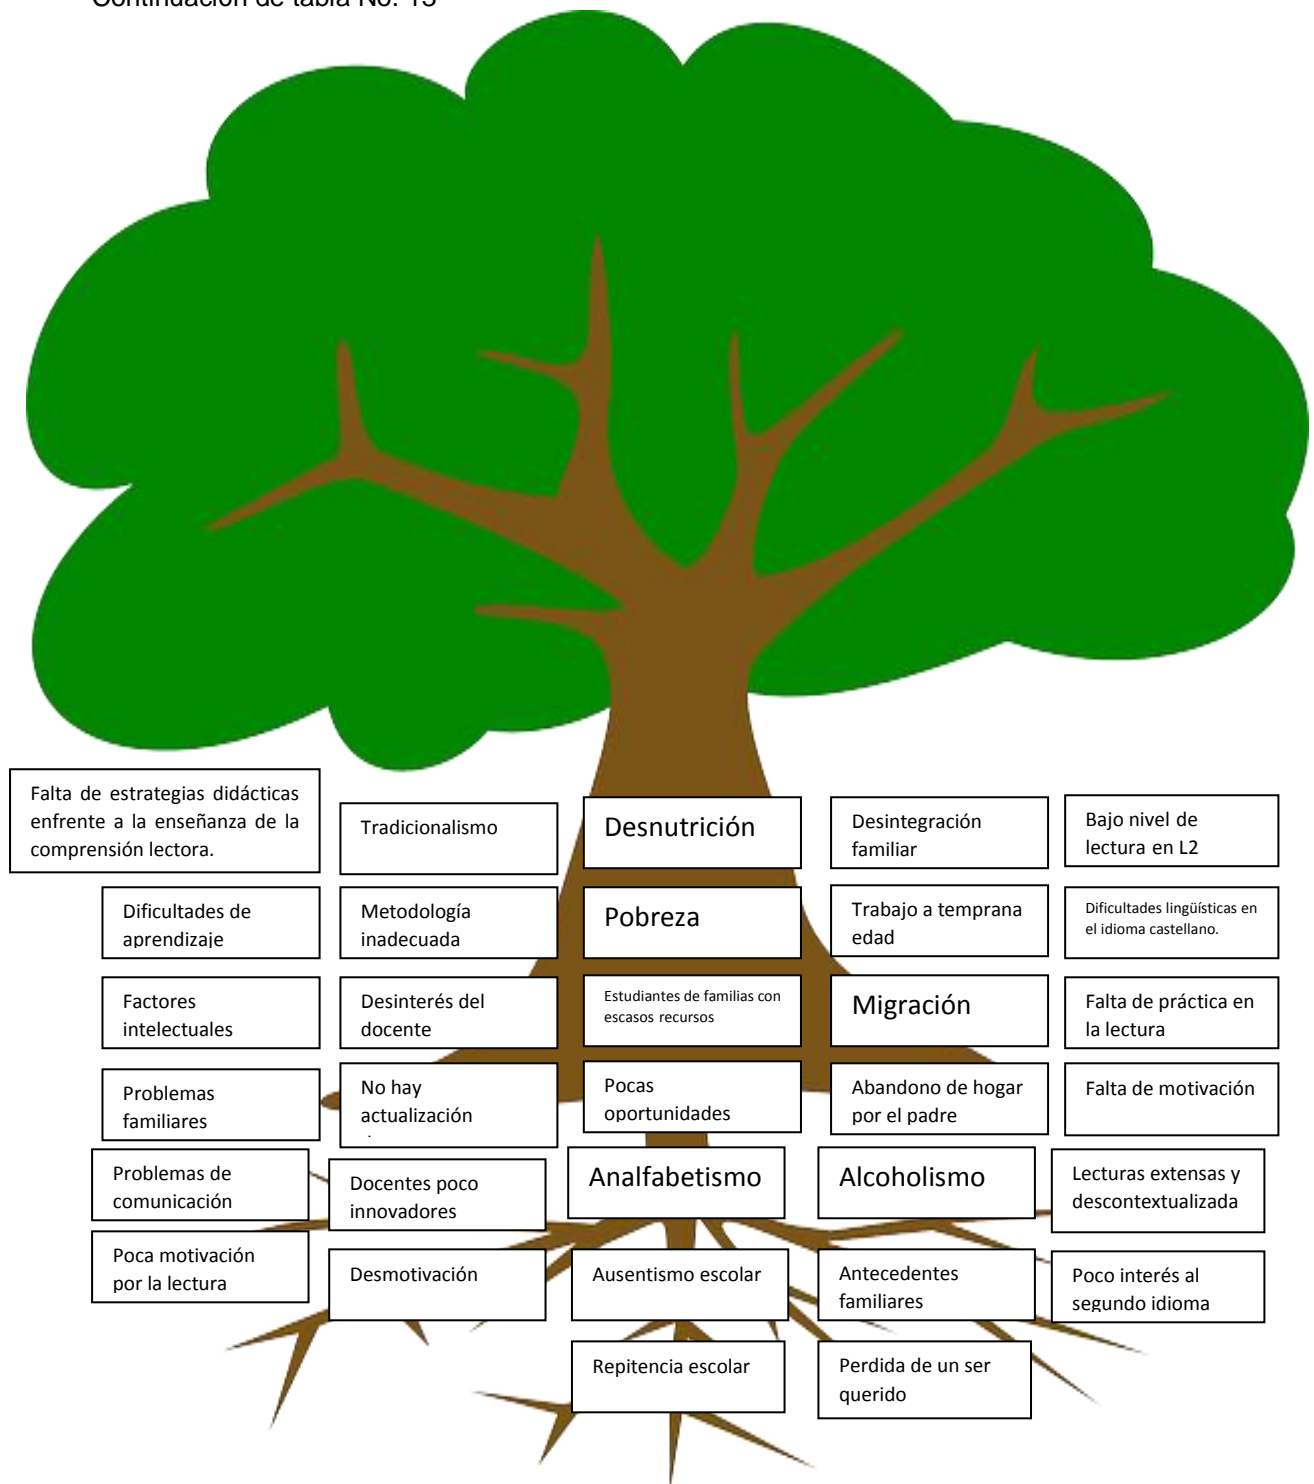 Continuación de tabla No. 13
Falta de estrategias didácticas
enfrente a la enseñanza de la
comprensión lectora.
Tradicionalismo
Desnutrición
Desintegración
familiar
Bajo nivel de
lectura en L2
Dificultades de
aprendizaje
Metodología
inadecuada
Pobreza
Trabajo a temprana
edad
Dificultades lingüísticas en
el idioma castellano.
Factores
intelectuales
Desinterés del
docente
Estudiantes de familias con
escasos recursos
Migración
Falta de práctica en
la lectura
Problemas
familiares
No hay
actualización
Pocas
oportunidades
Abandono de hogar
por el padre
Falta de motivación
Problemas de
comunicación
Docentes poco
innovadores
Analfabetismo
Alcoholismo
Lecturas extensas y
descontextualizada
Poca motivación
por la lectura
Desmotivación
Ausentismo escolar
Antecedentes
familiares
Poco interés al
segundo idioma
Repitencia escolar
Perdida de un ser
querido